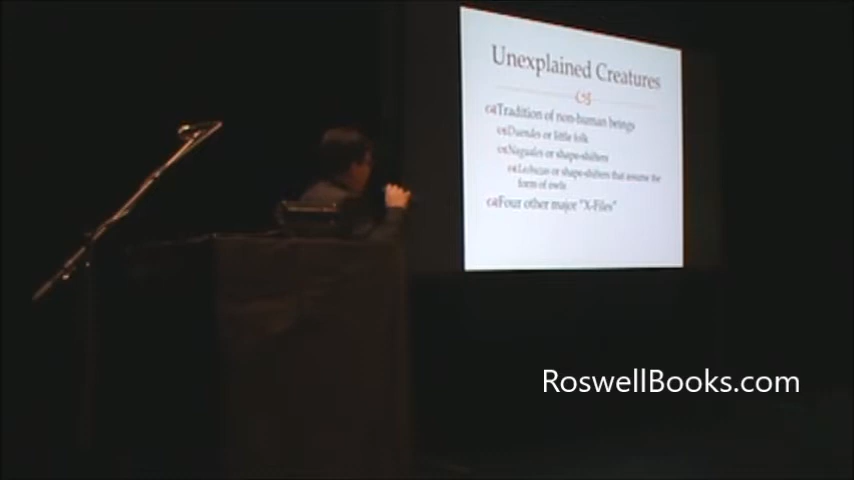 Unexplained Creatures
Tradition of non-human beings
Duendes or little folk
Naguales or shape-shifters
Lechuzas or shape-shifters that assume the
form of owls
Four other major "X-Files"
RoswellBooks.com